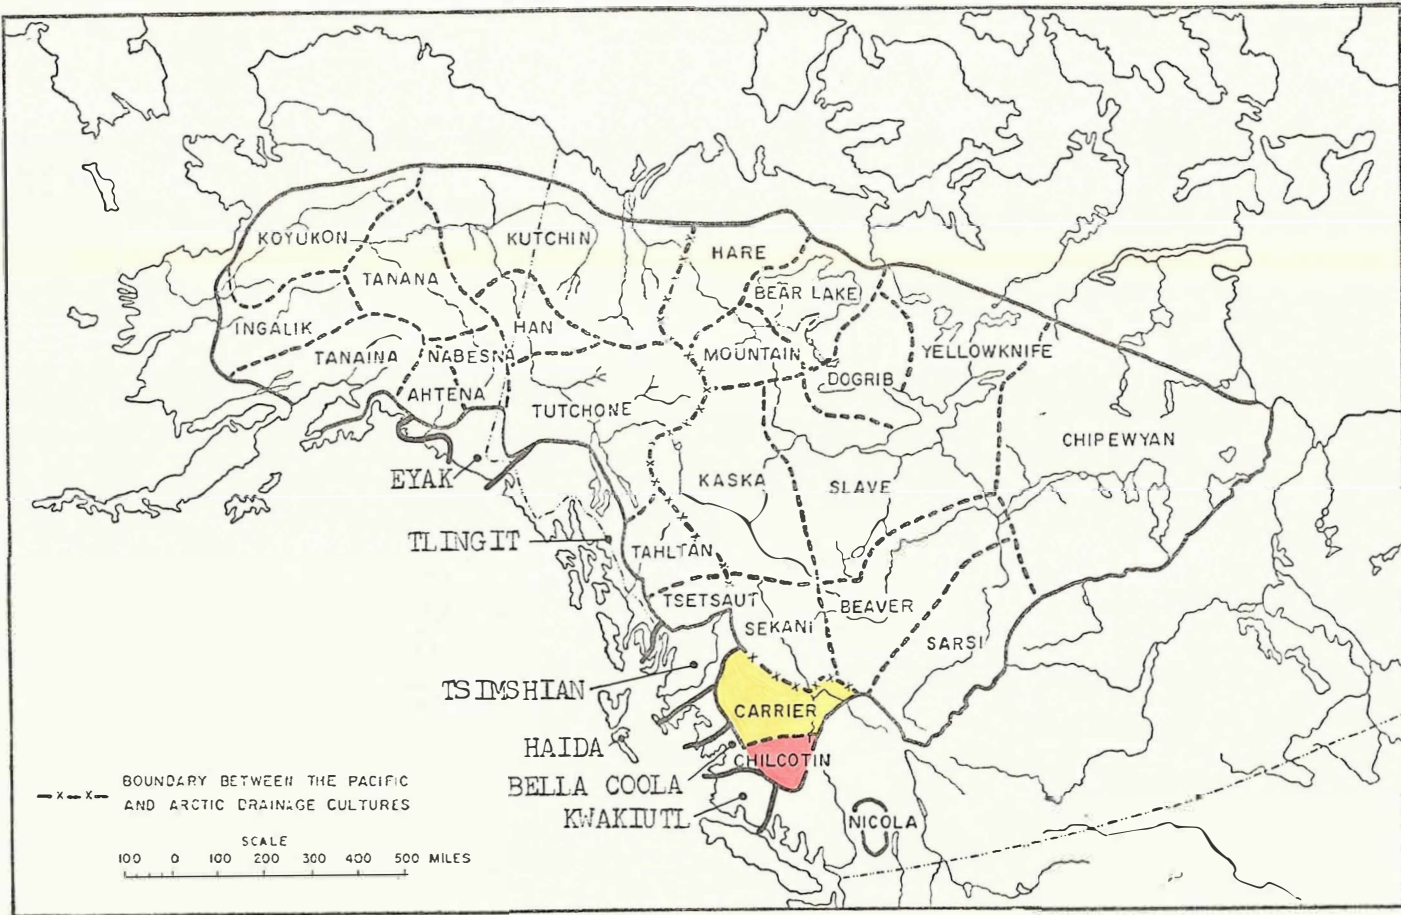 KOYUKON
KUTCHIN
HARE
TANANA
BEAR LAKE
INGALIK
HAN
TANAINA
NABESNA
MOUNTAIN
YELLOWKNIFE
DOGRIB
AHTENA
TUTCHONE
CHIPEWYAN
EYAK
KASKA
SLAVE
TLINGIT
TAHLTAN
TSETSAUT
BEAVER
SEKANI
SARSI
TSIMSHIAN
CARRIER
HAIDA
CHILCOTIN
BELLA COOLA
KWAKIUTL
NICOLA
—x—x— BOUNDARY BETWEEN THE PACIFIC
AND ARCTIC DRAINAGE CULTURES
SCALE
100 0 100 200 300 400 500 MILES